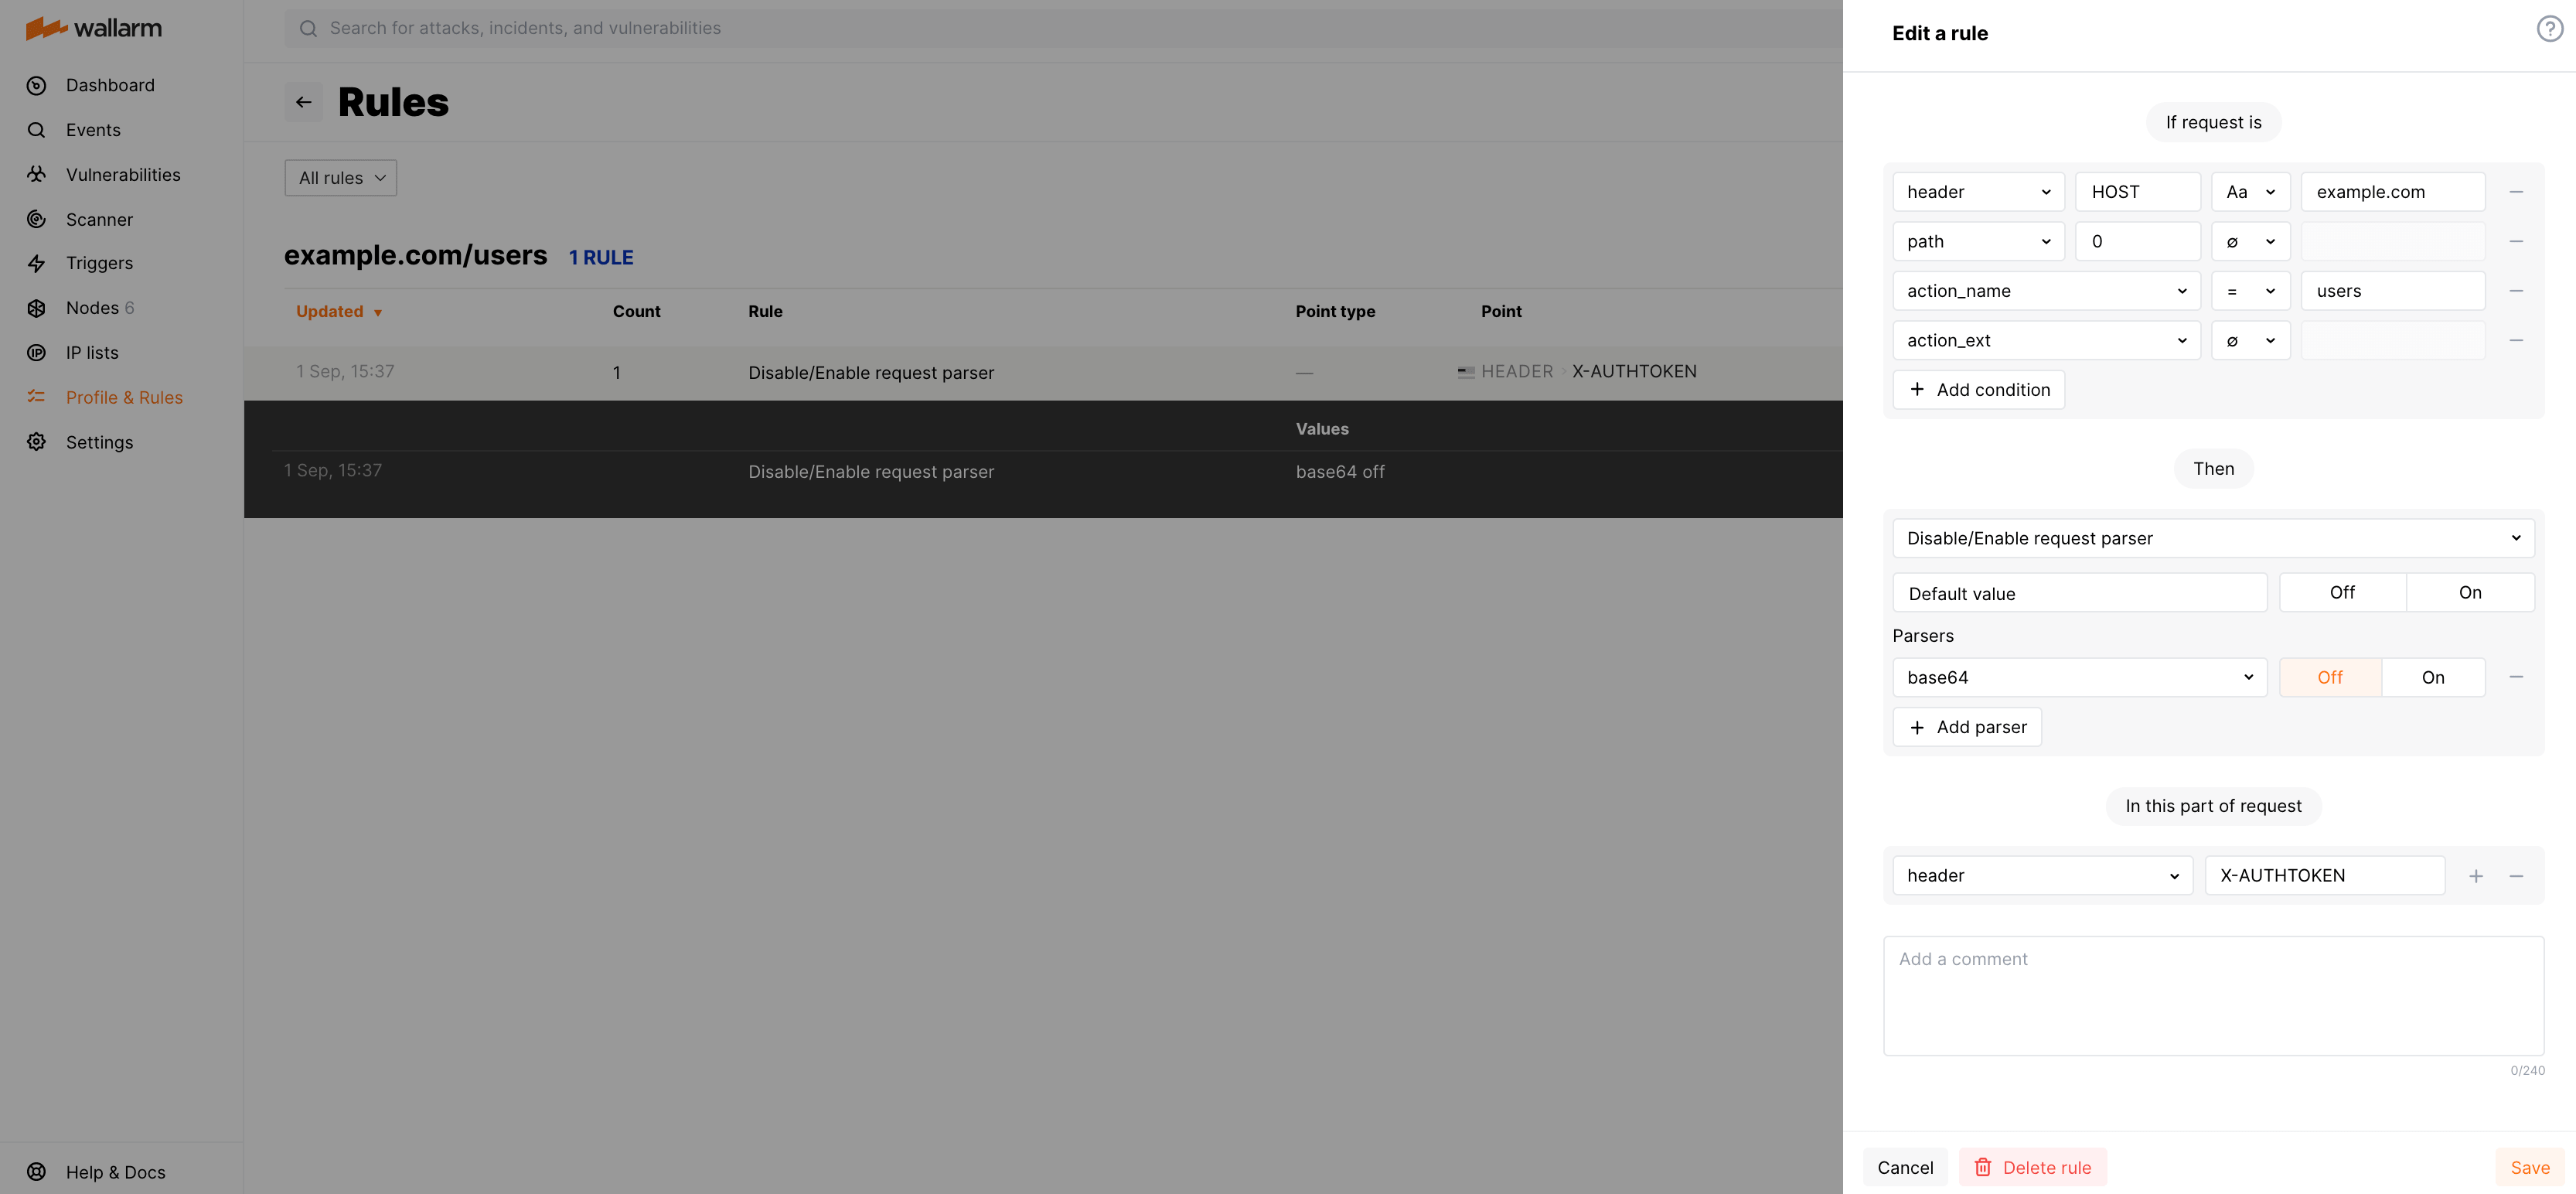 wallarm
Dashboard
Events
Vulnerabilities
Scanner
Triggers
Nodes 6
IP lists
Profile & Rules
Settings
Help & Docs
Search for attacks, incidents, and vulnerabilities
Rules
All rules
example.com/users 1 RULE
Updated Count Rule Point type Point
1 Sep, 15:37 1 Disable/Enable request parser — HEADER X-AUTHTOKEN
Values
1 Sep, 15:37 Disable/Enable request parser base64 off
Edit a rule
If request is
header HOST Aa example.com
path 0 ∅
action_name = users
action_ext ∅
+ Add condition
Then
Disable/Enable request parser
Default value Off On
Parsers
base64 Off On
+ Add parser
In this part of request
header X-AUTHTOKEN
Add a comment
0/240
Cancel Delete rule Save